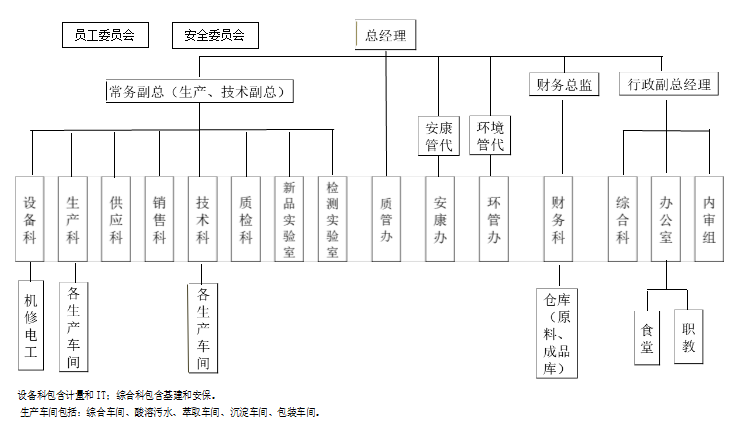 员工委员会
安全委员会
总经理
常务副总（生产、技术副总）
财务总监
行政副总经理
安康
管代
环境
管代
设备科
生产科
供应科
销售科
技术科
质检科
新品实验室
检测实验室
质管办
安康办
环管办
财务科
综合科
办公室
内审组
机修电工
各生产车间
各生产车间
仓库
（原
料、
成品
库）
食堂
职教
设备科包含计量和 IT；综合科包含基建和安保。
生产车间包括：综合车间、酸溶污水、萃取车间、沉淀车间、包装车间。